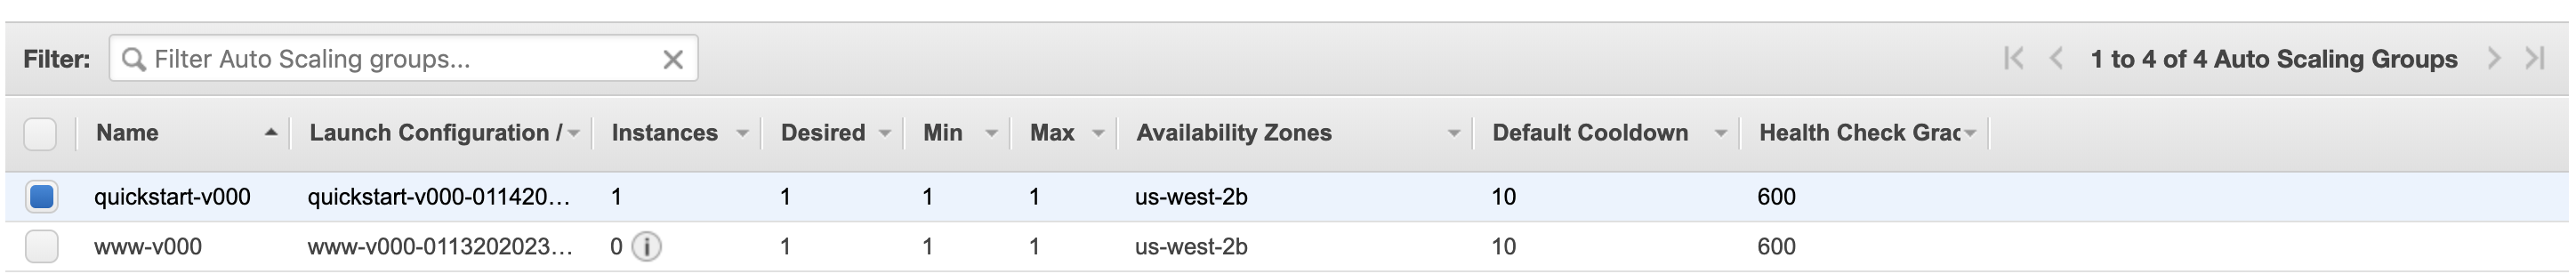 Filter: Filter Auto Scaling groups... 1 to 4 of 4 Auto Scaling Groups
Name Launch Configuration / Instances Desired Min Max Availability Zones Default Cooldown Health Check Grac
quickstart-v000 quickstart-v000-011420... 1 1 1 1 us-west-2b 10 600
www-v000 www-v000-0113202023... 0 1 1 1 us-west-2b 10 600